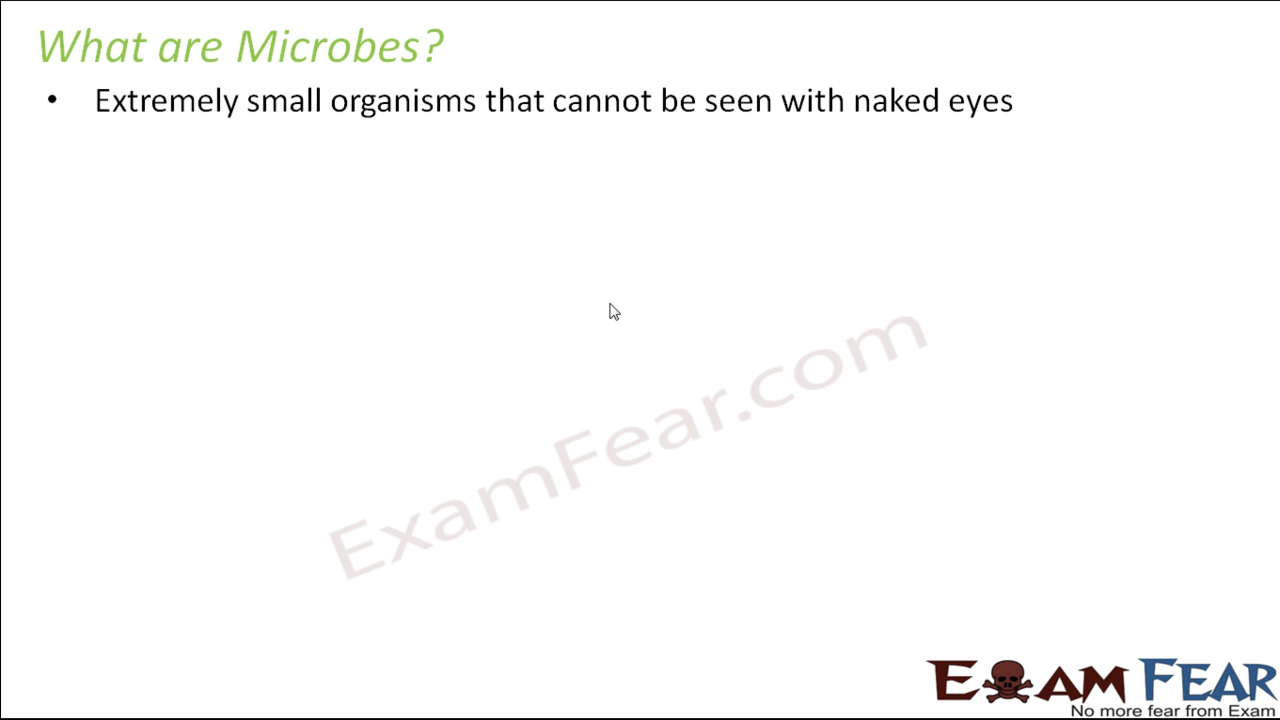 What are Microbes?
• Extremely small organisms that cannot be seen with naked eyes
ExamFear.com
EXAM FEAR
No more fear from Exam